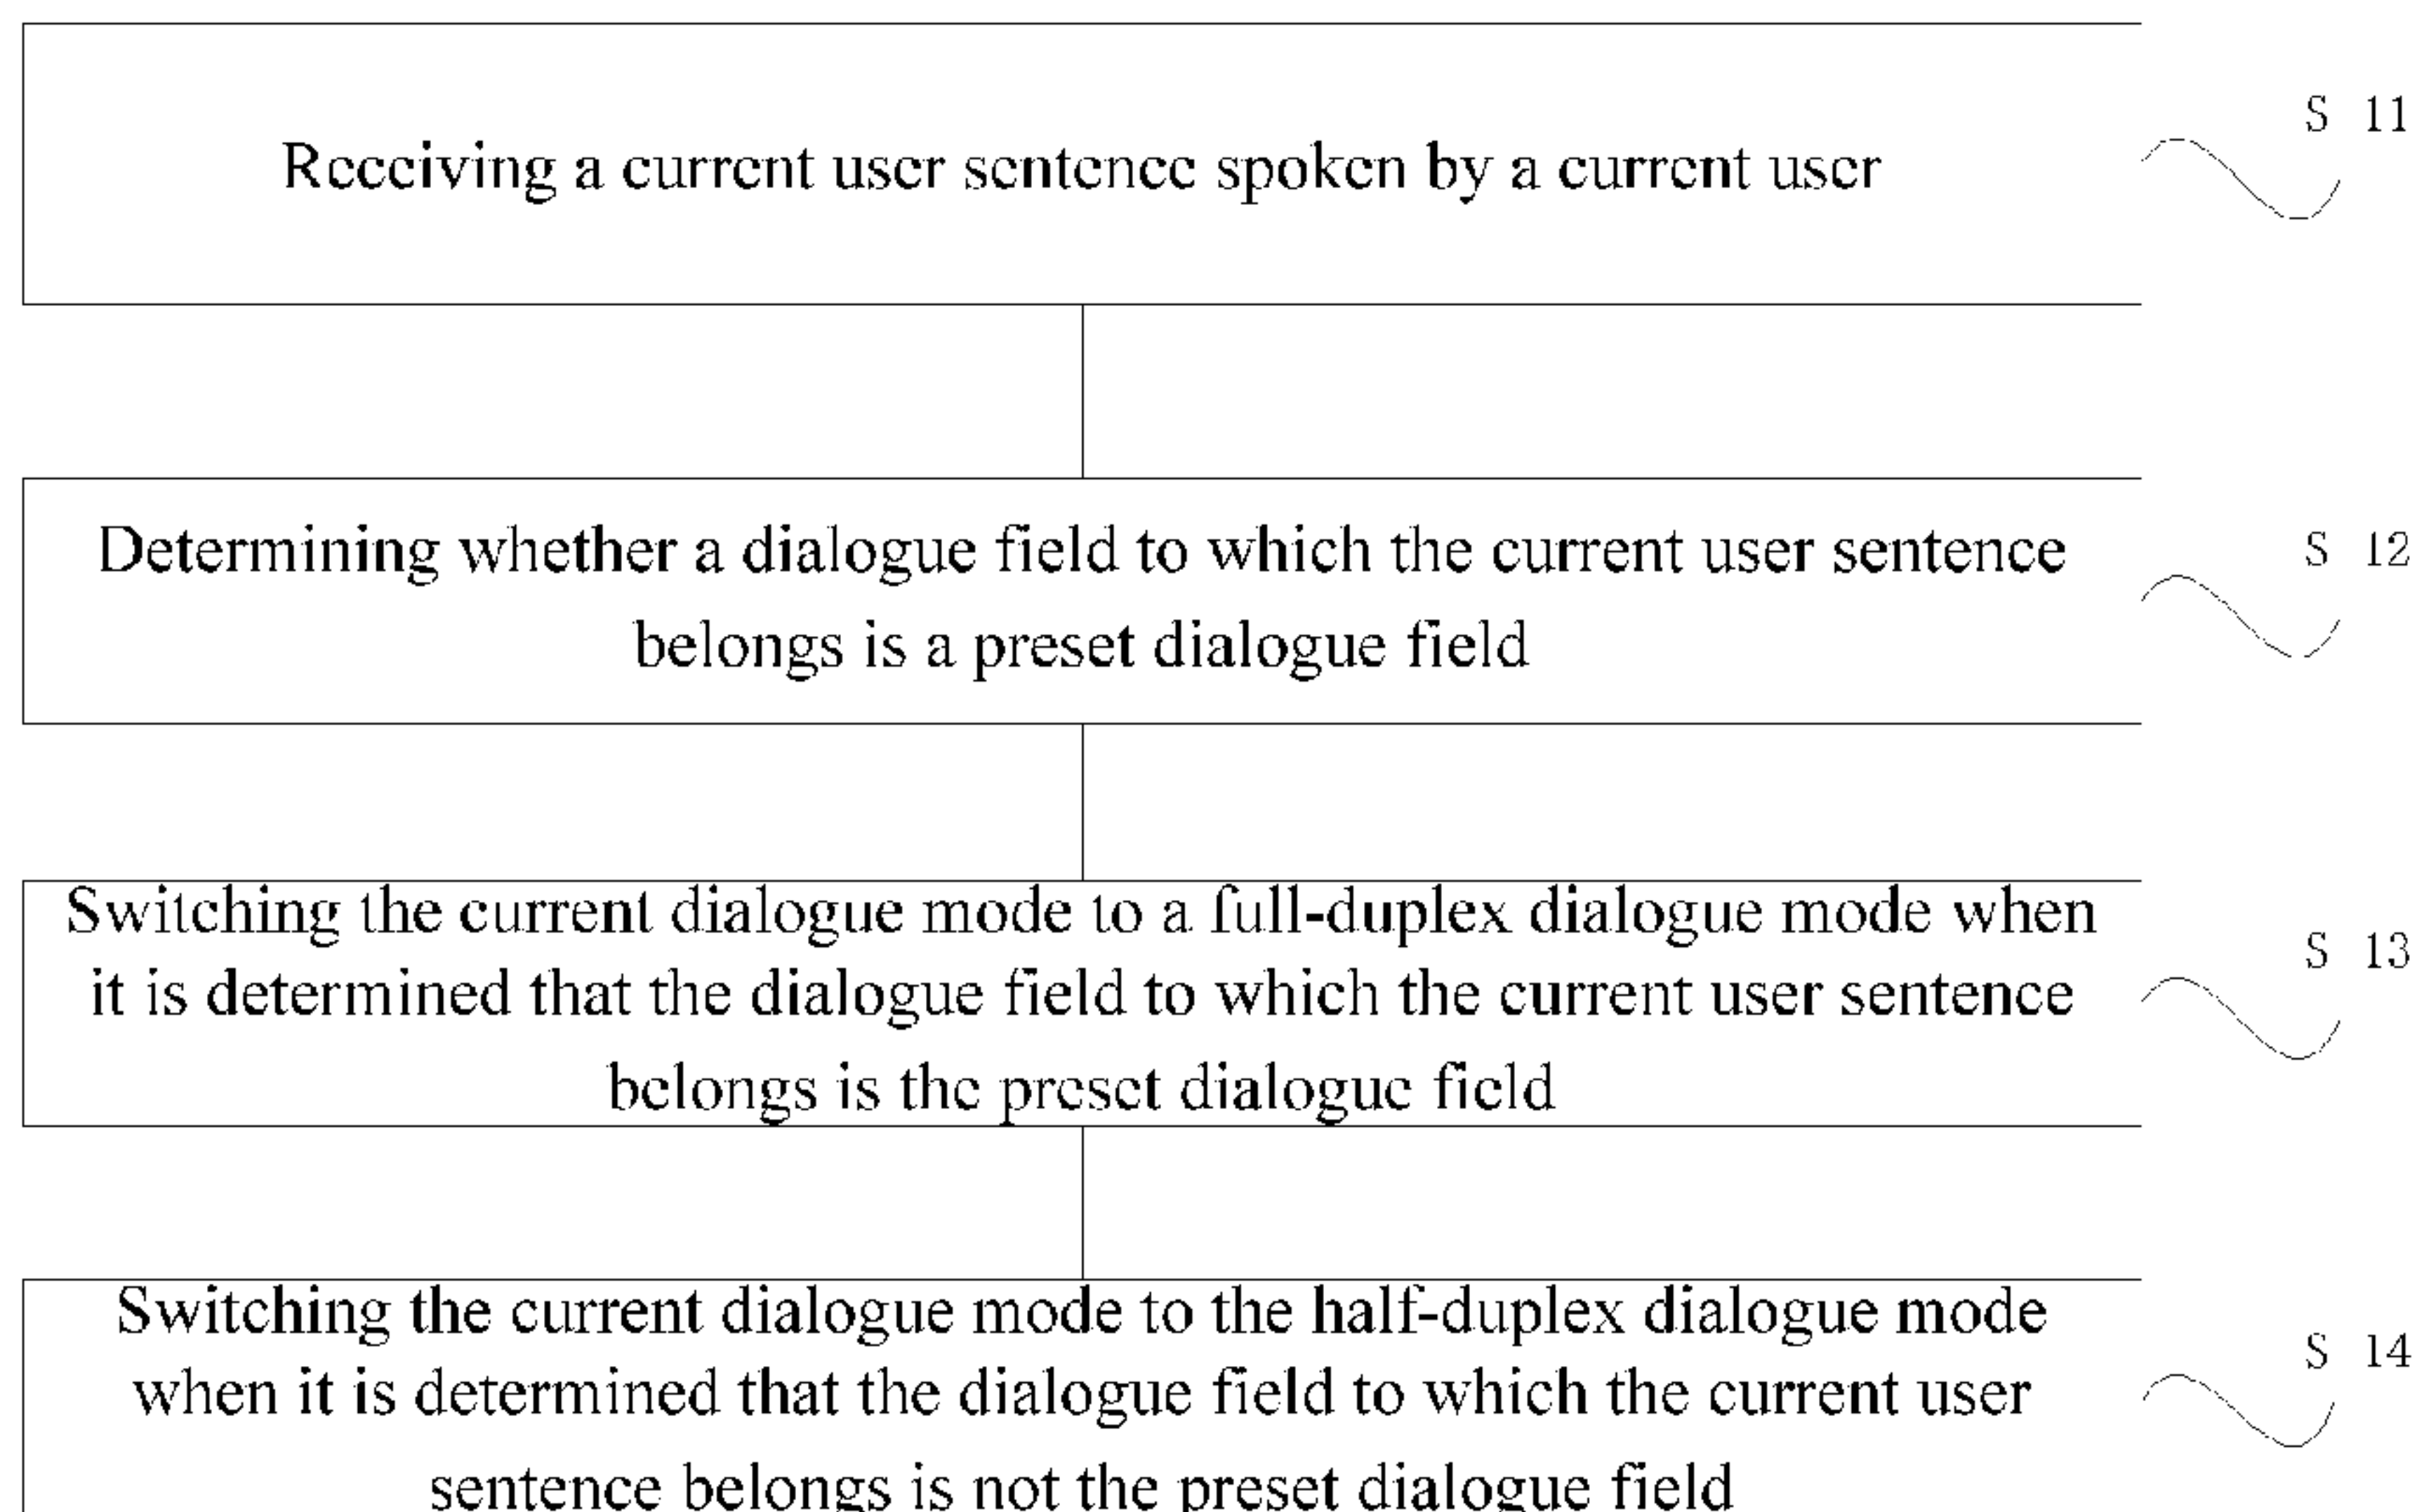 Receiving a current user sentence spoken by a current user
S 11
Determining whether a dialogue field to which the current user sentence
belongs is a preset dialogue field
S 12
Switching the current dialogue mode to a full-duplex dialogue mode when
it is determined that the dialogue field to which the current user sentence
belongs is the preset dialogue field
S 13
Switching the current dialogue mode to the half-duplex dialogue mode
when it is determined that the dialogue field to which the current user
sentence belongs is not the preset dialogue field
S 14